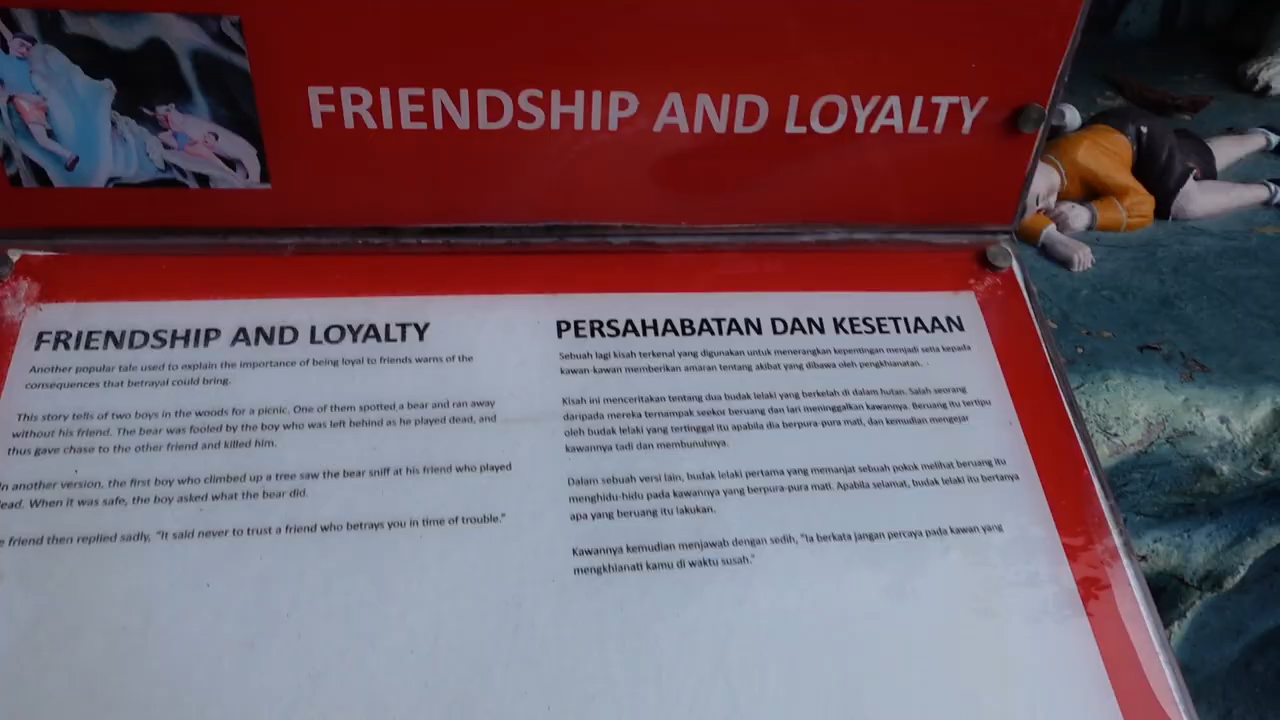 FRIENDSHIP AND LOYALTY
FRIENDSHIP AND LOYALTY
Another popular tale used to explain the importance of being loyal to friends warns of the
consequences that betrayal could bring.
This story tells of two boys in the woods for a picnic. One of them spotted a bear and ran away
without his friend. The bear was fooled by the boy who was left behind as he played dead, and
thus gave chase to the other friend and killed him.
In another version, the first boy who climbed up a tree saw the bear sniff at his friend who played
dead. When it was safe, the boy asked what the bear did.
friend then replied sadly, "It said never to trust a friend who betrays you in time of trouble."
PERSAHABATAN DAN KESETIAAN
Sebuah lagi kisah terkenal yang digunakan untuk menerangkan kepentingan menjadi setia kepada
kawan-kawan memberikan amaran tentang akibat yang dibawa oleh pengkhianatan.
Kisah ini menceritakan tentang dua budak lelaki yang berkelah di dalam hutan. Salah seorang
daripada mereka ternampak seekor beruang dan lari meninggalkan kawannya. Beruang itu tertipu
oleh budak lelaki yang tertinggal itu apabila dia berpura-pura mati, dan kemudian mengejar
kawannya tadi dan membunuhnya.
Dalam sebuah versi lain, budak lelaki pertama yang memanjat sebuah pokok melihat beruang itu
menghidu-hidu pada kawannya yang berpura-pura mati. Apabila selamat, budak lelaki itu bertanya
apa yang beruang itu lakukan.
Kawannya kemudian menjawab dengan sedih, "Ia berkata jangan percaya pada kawan yang
mengkhianati kamu di waktu susah."